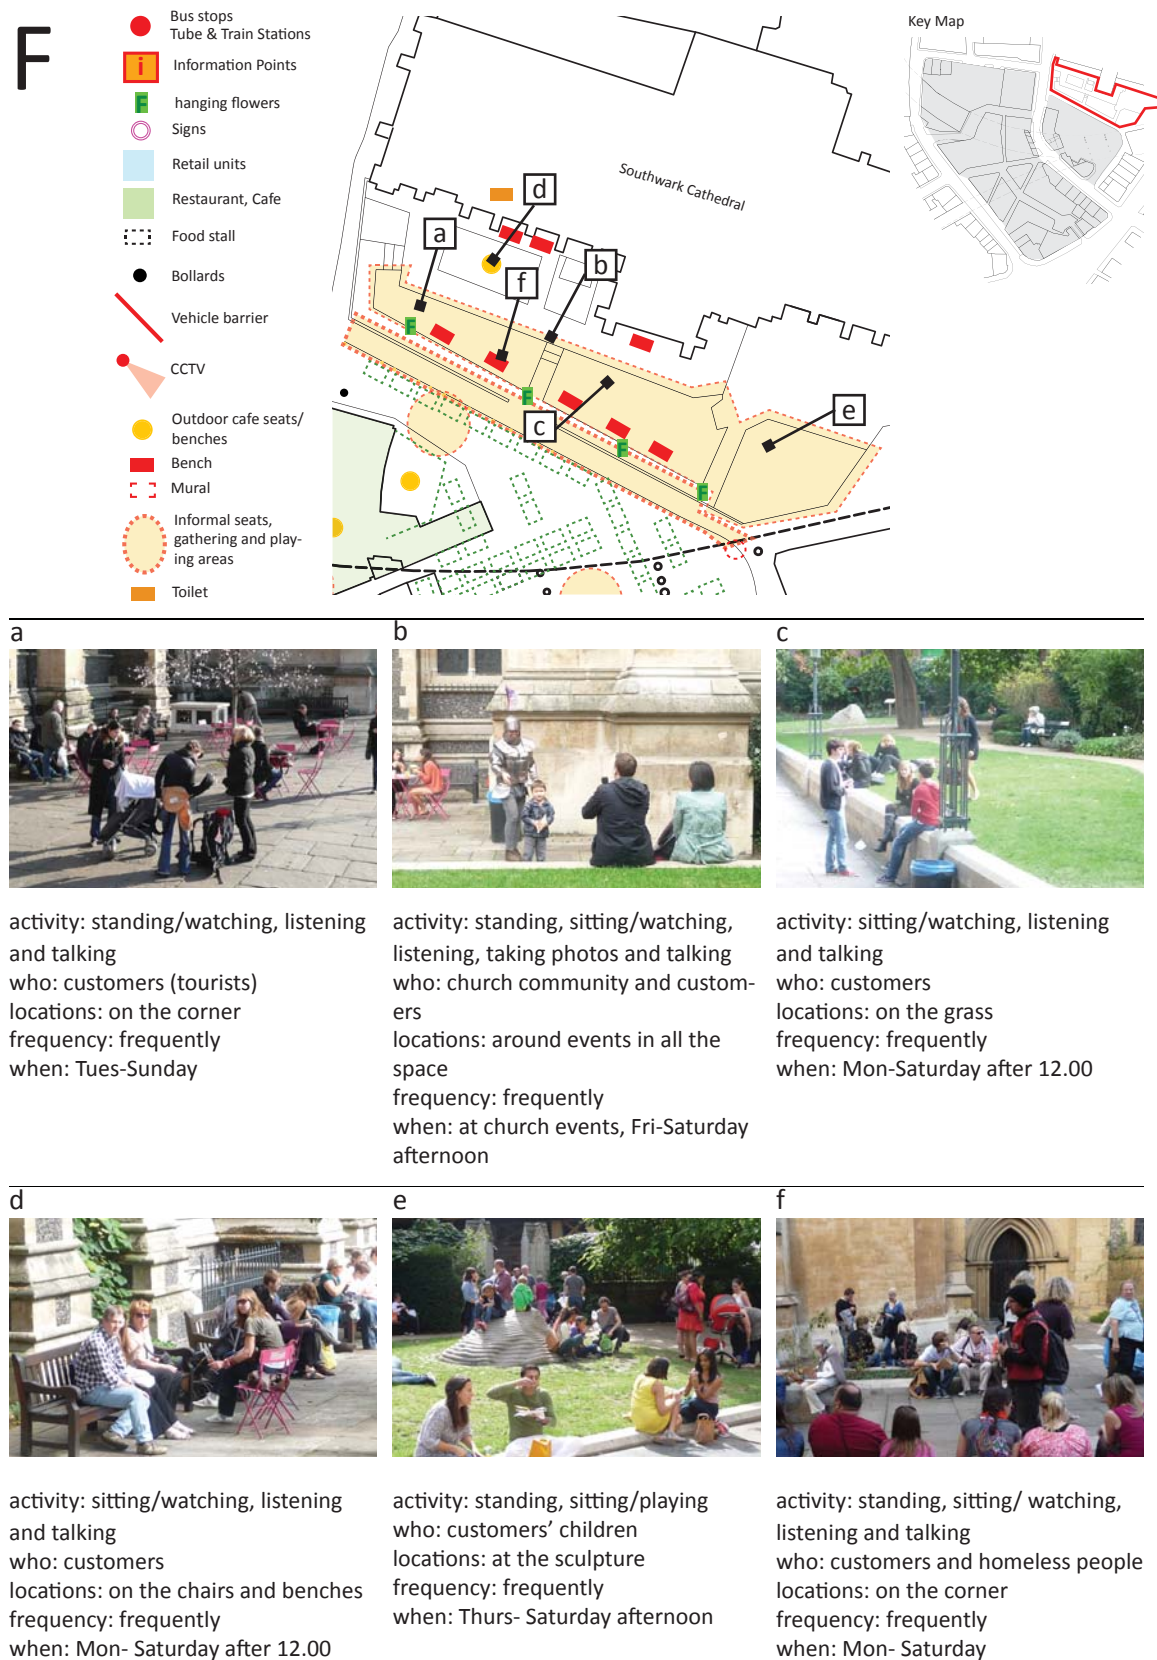 F
Bus stops
Tube & Train Stations
i
Information Points
F
hanging flowers
Signs
Retail units
Restaurant, Cafe
Food stall
Bollards
Vehicle barrier
CCTV
Outdoor cafe seats/
benches
Bench
Mural
Informal seats,
gathering and play-
ing areas
Toilet
Key Map
Southwark Cathedral
d
a
b
f
F
F
c
e
F
F
a
activity: standing/watching, listening
and talking
who: customers (tourists)
locations: on the corner
frequency: frequently
when: Tues-Sunday
b
activity: standing, sitting/watching,
listening, taking photos and talking
who: church community and custom-
ers
locations: around events in all the
space
frequency: frequently
when: at church events, Fri-Saturday
afternoon
c
activity: sitting/watching, listening
and talking
who: customers
locations: on the grass
frequency: frequently
when: Mon-Saturday after 12.00
d
activity: sitting/watching, listening
and talking
who: customers
locations: on the chairs and benches
frequency: frequently
when: Mon- Saturday after 12.00
e
activity: standing, sitting/playing
who: customers’ children
locations: at the sculpture
frequency: frequently
when: Thurs- Saturday afternoon
f
activity: standing, sitting/ watching,
listening and talking
who: customers and homeless people
locations: on the corner
frequency: frequently
when: Mon- Saturday